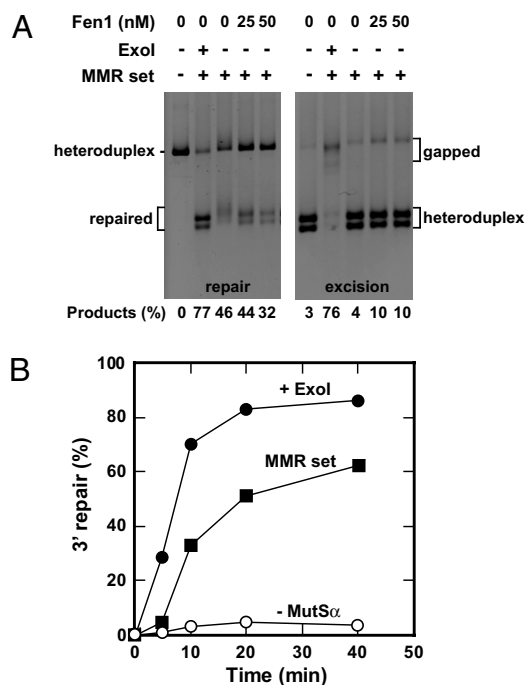 A
Fen1 (nM) 0 0 0 25 50 0 0 0 25 50
ExoI - + - - - - + - - -
MMR set - + + + + - + + + +
heteroduplex
gapped
repaired
heteroduplex
repair
excision
Products (%) 0 77 46 44 32 3 76 4 10 10
B
100
80
60
40
20
0
3' repair (%)
+ ExoI
MMR set
- MutSα
0 10 20 30 40 50
Time (min)